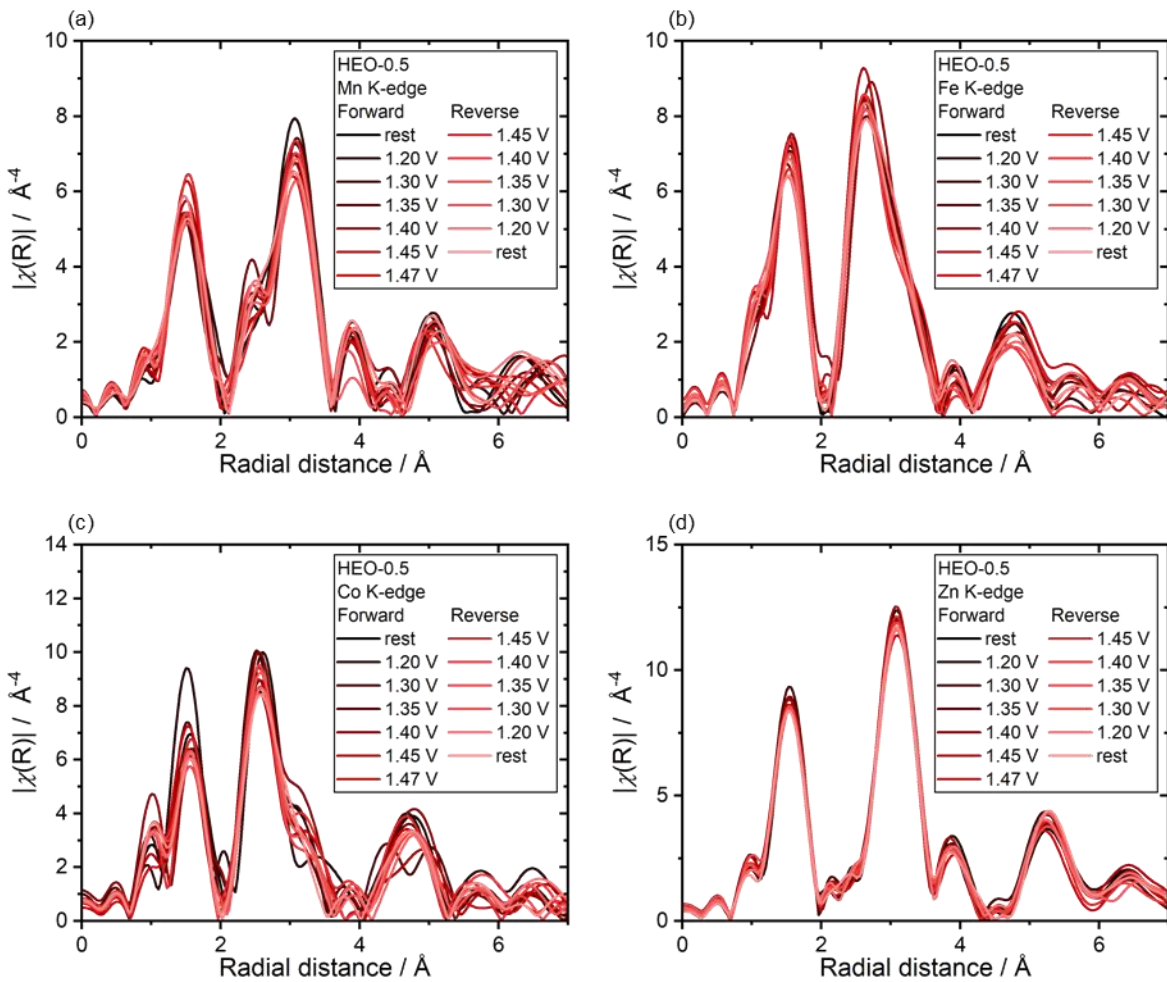 (a)
10
8
6
4
2
0
|χ(R)| / Å⁻⁴
0 2 4 6
Radial distance / Å
HEO-0.5
Mn K-edge
Forward Reverse
rest 1.45 V
1.20 V 1.40 V
1.30 V 1.35 V
1.35 V 1.30 V
1.40 V 1.20 V
1.45 V rest
1.47 V
(b)
10
8
6
4
2
0
|χ(R)| / Å⁻⁴
0 2 4 6
Radial distance / Å
HEO-0.5
Fe K-edge
Forward Reverse
rest 1.45 V
1.20 V 1.40 V
1.30 V 1.35 V
1.35 V 1.30 V
1.40 V 1.20 V
1.45 V rest
1.47 V
(c)
14
12
10
8
6
4
2
0
|χ(R)| / Å⁻⁴
0 2 4 6
Radial distance / Å
HEO-0.5
Co K-edge
Forward Reverse
rest 1.45 V
1.20 V 1.40 V
1.30 V 1.35 V
1.35 V 1.30 V
1.40 V 1.20 V
1.45 V rest
1.47 V
(d)
15
10
5
0
|χ(R)| / Å⁻⁴
0 2 4 6
Radial distance / Å
HEO-0.5
Zn K-edge
Forward Reverse
rest 1.45 V
1.20 V 1.40 V
1.30 V 1.35 V
1.35 V 1.30 V
1.40 V 1.20 V
1.45 V rest
1.47 V